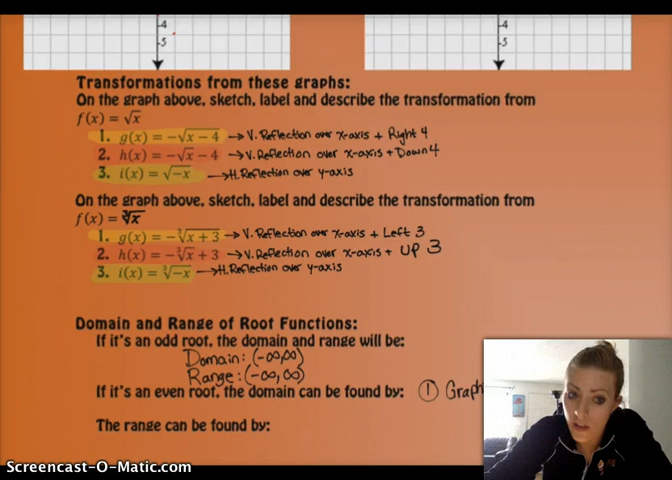 -4 -4
-5 -5
Transformations from these graphs:
On the graph above, sketch, label and describe the transformation from
f(x) = √x
1. g(x) = −√x − 4 → V. Reflection over x-axis + Right 4
2. h(x) = −√x − 4 → V. Reflection over x-axis + Down 4
3. i(x) = √−x → H. Reflection over y-axis
On the graph above, sketch, label and describe the transformation from
f(x) = ∛x
1. g(x) = −∛x + 3 → V. Reflection over x-axis + Left 3
2. h(x) = −∛x + 3 → V. Reflection over x-axis + UP 3
3. i(x) = ∛−x → H. Reflection over y-axis
Domain and Range of Root Functions:
If it's an odd root, the domain and range will be:
Domain: (-∞,∞)
Range: (-∞, ∞)
If it's an even root, the domain can be found by: ① Graph
The range can be found by:
Screencast-O-Matic.com